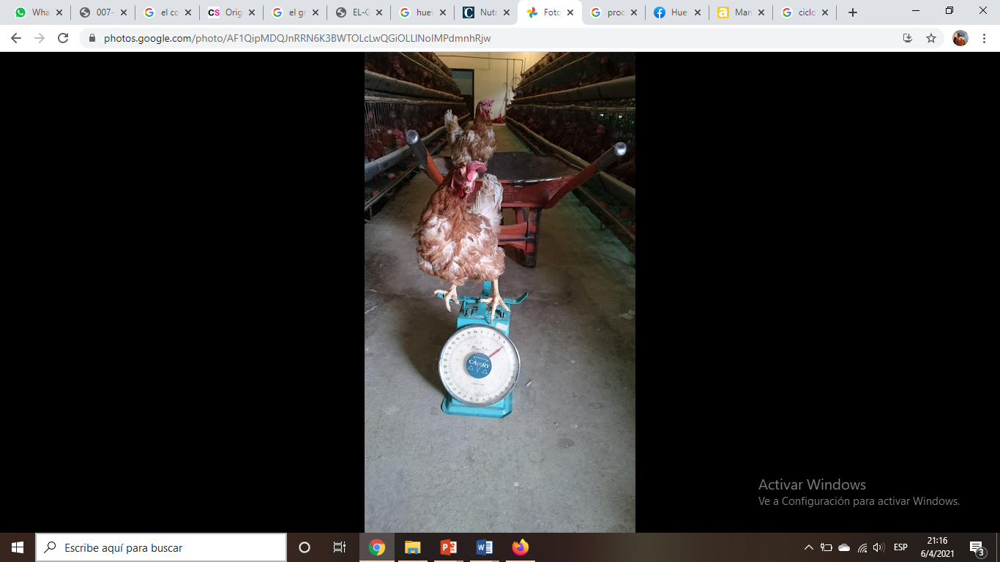 Wha
007-
el co
CS Orig
el gr
EL-G
huev
C Nutr
Foto
proc
Hue
a Man
ciclo
photos.google.com/photo/AF1QipMDQJnRRN6K3BWTOLcLwQGiOLLlNoIMPdmnhRjw
CAMRY
Activar Windows
Ve a Configuración para activar Windows.
Escribe aquí para buscar
ESP
21:16
6/4/2021
3